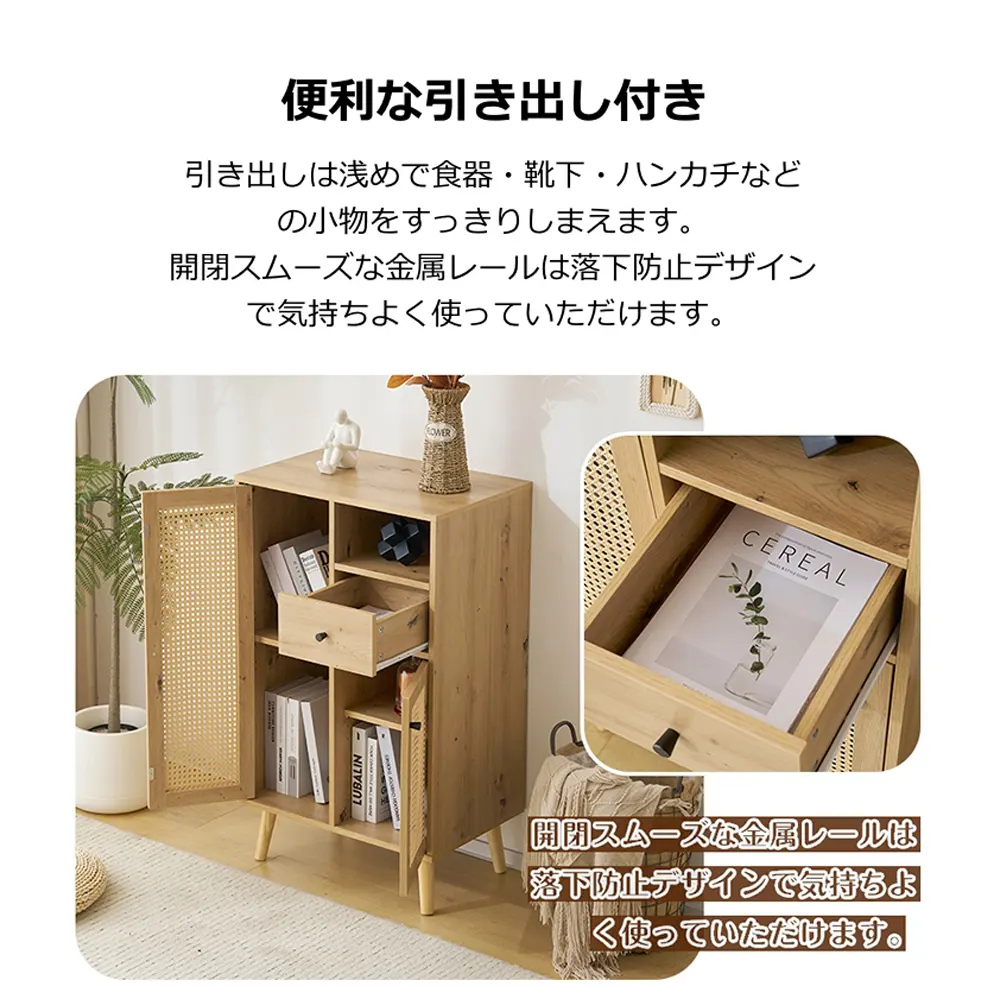 便利な引き出し付き
引き出しは浅めで食器・靴下・ハンカチなど
の小物をすっきりしまえます。
開閉スムーズな金属レールは落下防止デザイン
で気持ちよく使っていただけます。
FLOWER
CEREAL
TRAVEL & STYLE GUIDE
LUBALIN
開閉スムーズな金属レールは
落下防止デザインで気持ちよ
く使っていただけます。